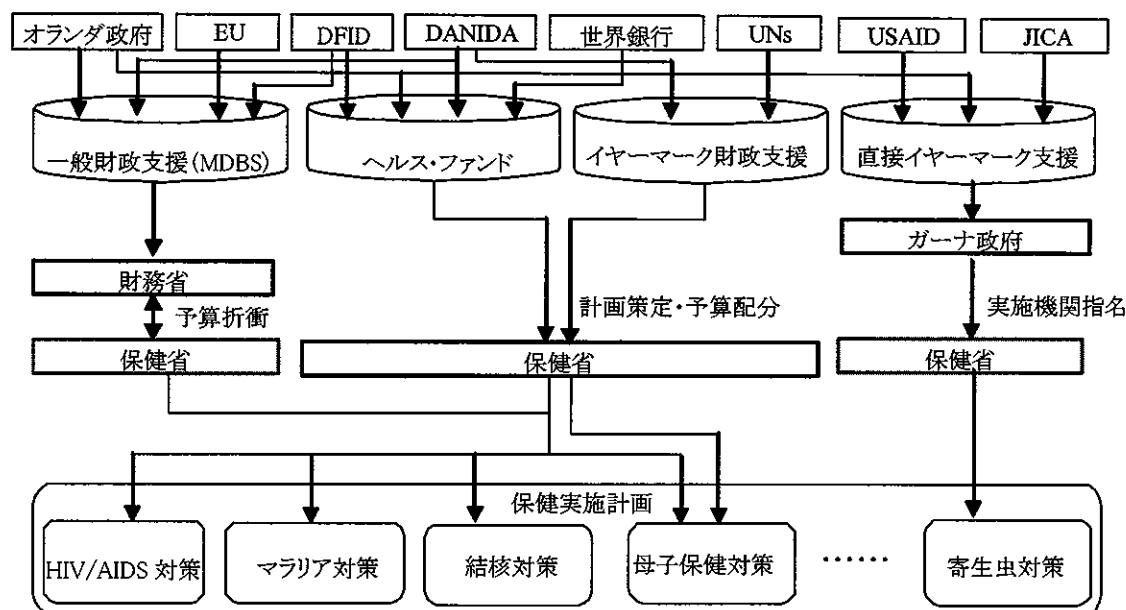 オランダ政府 EU DFID DANIDA 世界銀行 UNs USAID JICA
一般財政支援(MDBS) ヘルス・ファンド イヤーマーク財政支援 直接イヤーマーク支援
ガーナ政府
財務省
予算折衝 計画策定・予算配分 実施機関指名
保健省 保健省 保健省
保健実施計画
HIV/AIDS 対策 マラリア対策 結核対策 母子保健対策 ‥‥‥ 寄生虫対策